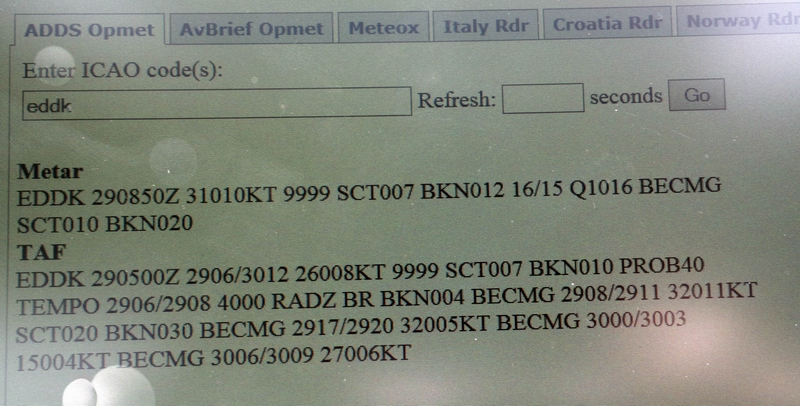 ADDS Opmet AvBrief Opmet Meteox Italy Rdr Croatia Rdr Norway Rdr
Enter ICAO code(s):
eddk Refresh: seconds Go
Metar
EDDK 290850Z 31010KT 9999 SCT007 BKN012 16/15 Q1016 BECMG
SCT010 BKN020
TAF
EDDK 290500Z 2906/3012 26008KT 9999 SCT007 BKN010 PROB40
TEMPO 2906/2908 4000 RADZ BR BKN004 BECMG 2908/2911 32011KT
SCT020 BKN030 BECMG 2917/2920 32005KT BECMG 3000/3003
15004KT BECMG 3006/3009 27006KT